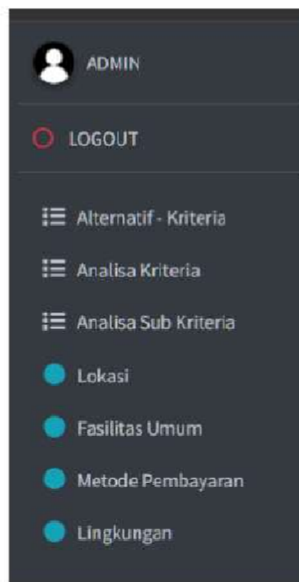 ADMIN
LOGOUT
Alternatif - Kriteria
Analisa Kriteria
Analisa Sub Kriteria
Lokasi
Fasilitas Umum
Metode Pembayaran
Lingkungan